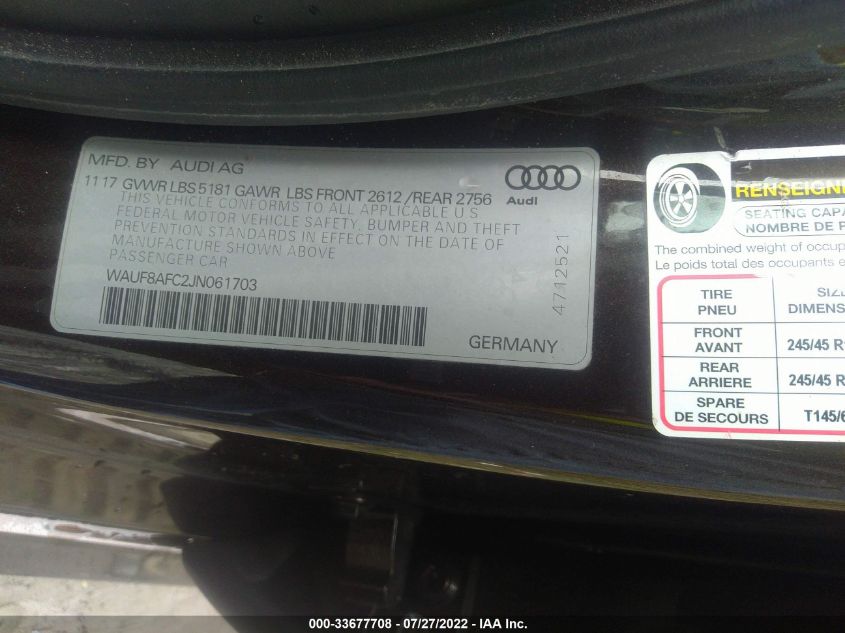 MFD. BY AUDI AG
11 17 GVWR LBS 5181 GAWR LBS FRONT 2612 / REAR 2756
THIS VEHICLE CONFORMS TO ALL APPLICABLE U S
FEDERAL MOTOR VEHICLE SAFETY, BUMPER AND THEFT
PREVENTION STANDARDS IN EFFECT ON THE DATE OF
MANUFACTURE SHOWN ABOVE
PASSENGER CAR
WAUF8AFC2JN061703
GERMANY
Audi
4712521
SEATING CAPA
NOMBRE DE P
The combined weight of occup
Le poids total des occupants e
TIRE
PNEU
DIMENS
FRONT
AVANT
245/45 R
REAR
ARRIERE
245/45 R
SPARE
DE SECOURS
T145/6
000-33677708 - 07/27/2022 - IAA Inc.